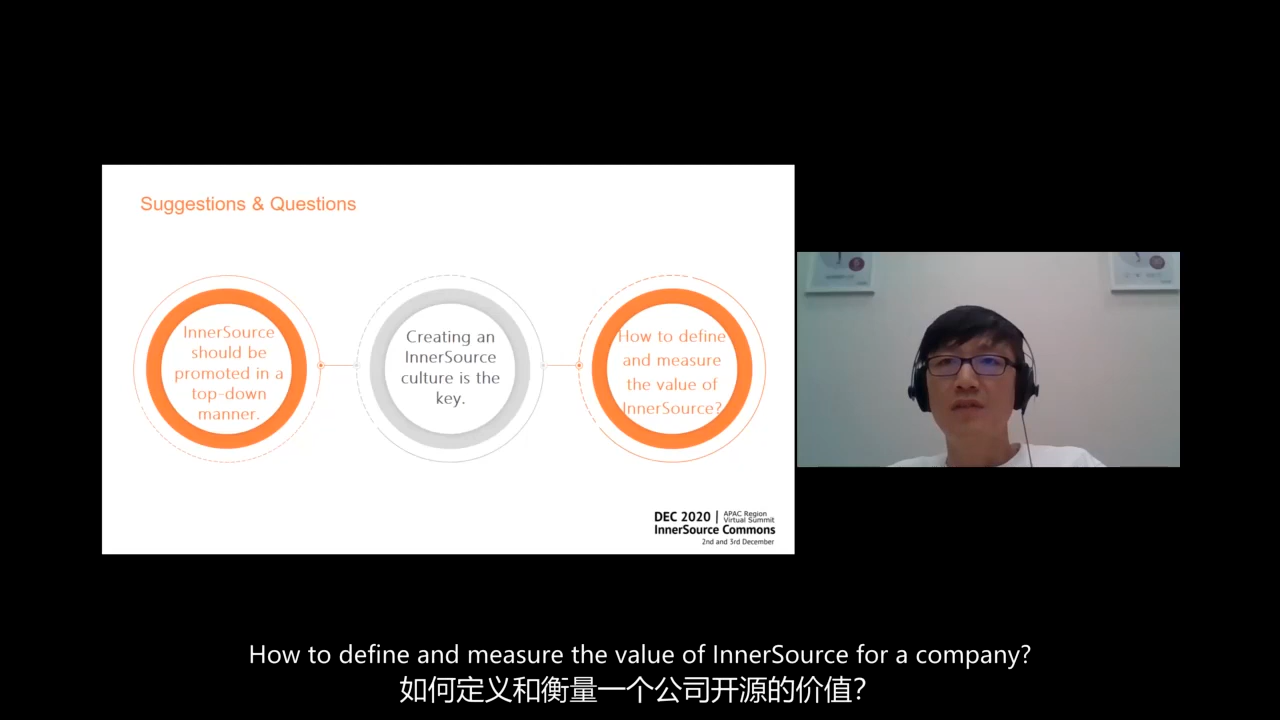 Suggestions & Questions
InnerSource
should be
promoted in a
top-down
manner.
Creating an
InnerSource
culture is the
key.
How to define
and measure
the value of
InnerSource?
DEC 2020 | APAC Region
Virtual Summit
InnerSource Commons
2nd and 3rd December
How to define and measure the value of InnerSource for a company?
如何定义和衡量一个公司开源的价值?